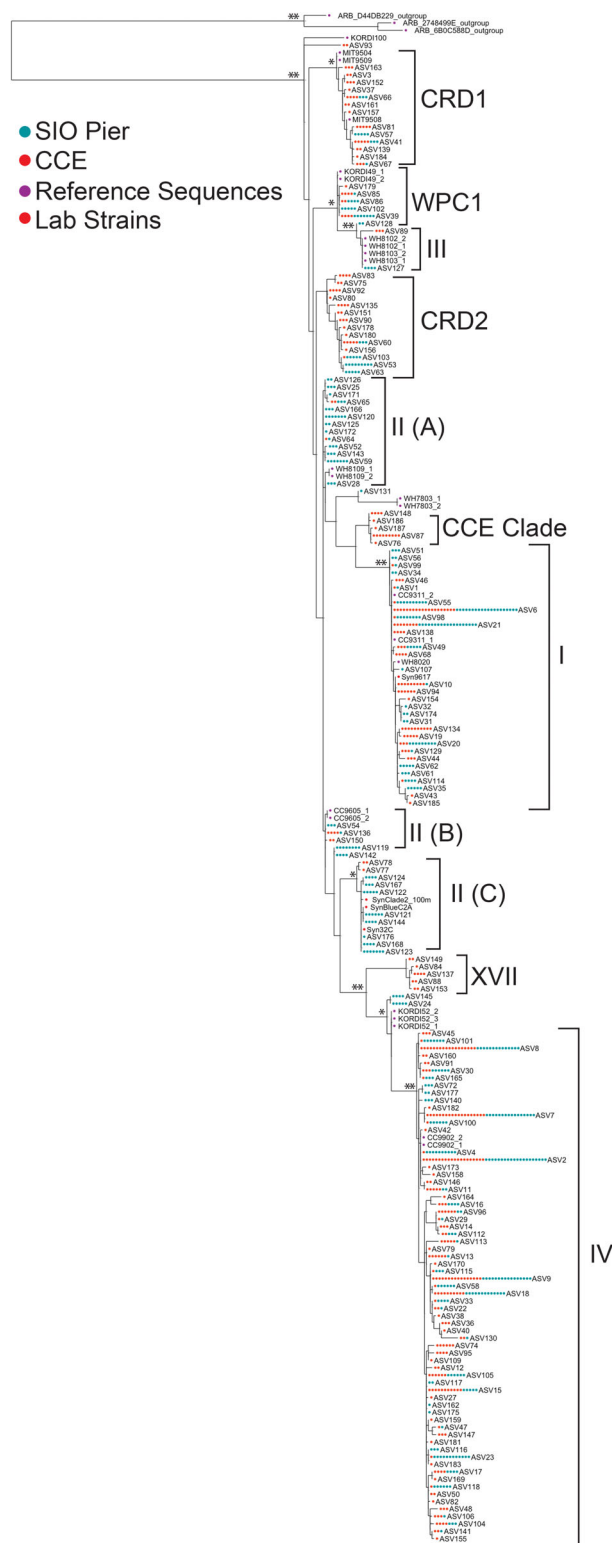 ARB_D44DB229_outgroup
ARB_2748499E_outgroup
ARB_6B0C588D_outgroup
**
**
KORDI100
ASV93
MIT9504
*
MIT9509
ASV163
ASV3
ASV152
ASV37
ASV66
CRD1
ASV161
ASV157
MIT9508
ASV81
ASV57
ASV41
ASV139
ASV184
ASV67
SIO Pier
CCE
Reference Sequences
Lab Strains
KORDI49_1
KORDI49_2
ASV179
ASV85
*
ASV86
WPC1
ASV102
ASV39
ASV128
**
ASV89
WH8102_2
WH8102_1
III
WH8103_2
WH8103_1
ASV127
ASV83
ASV75
ASV92
ASV80
ASV135
ASV151
ASV90
CRD2
ASV178
ASV180
ASV60
ASV156
ASV103
ASV53
ASV63
ASV126
ASV25
ASV171
ASV65
ASV166
ASV120
ASV125
II (A)
ASV172
ASV64
ASV52
ASV143
ASV59
WH8109_1
WH8109_2
ASV28
ASV131
WH7803_1
WH7803_2
ASV148
ASV186
ASV187
CCE Clade
ASV87
ASV76
ASV51
ASV56
**
ASV99
ASV34
ASV46
ASV1
CC9311_2
ASV55
ASV6
ASV98
ASV21
ASV138
CC9311_1
ASV49
I
ASV68
WH8020
ASV107
Syn9617
ASV10
ASV94
ASV154
ASV32
ASV174
ASV31
ASV134
ASV19
ASV20
ASV129
ASV44
ASV62
ASV61
ASV114
ASV35
ASV43
ASV185
CC9605_1
CC9605_2
ASV54
II (B)
ASV136
ASV150
ASV119
ASV142
ASV78
*
ASV77
ASV124
ASV167
ASV122
SynClade2_100m
II (C)
SynBlueC2A
ASV121
ASV144
Syn32C
ASV176
ASV168
ASV123
ASV149
ASV84
ASV137
XVII
ASV88
**
ASV153
ASV145
ASV24
*
KORDI52_2
KORDI52_3
KORDI52_1
ASV45
ASV101
ASV8
ASV160
ASV91
ASV30
ASV165
**
ASV72
ASV177
ASV140
ASV182
ASV7
ASV100
ASV42
CC9902_2
CC9902_1
ASV4
ASV2
ASV173
ASV158
ASV146
ASV11
ASV164
ASV16
ASV96
ASV29
ASV14
ASV112
ASV113
ASV79
IV
ASV13
ASV170
ASV115
ASV9
ASV58
ASV18
ASV33
ASV22
ASV38
ASV36
ASV40
ASV130
ASV74
ASV95
ASV109
ASV12
ASV105
ASV117
ASV15
ASV27
ASV162
ASV175
ASV159
ASV47
ASV147
ASV181
ASV116
ASV23
ASV183
ASV17
ASV169
ASV118
ASV50
ASV82
ASV48
ASV106
ASV104
ASV141
ASV155